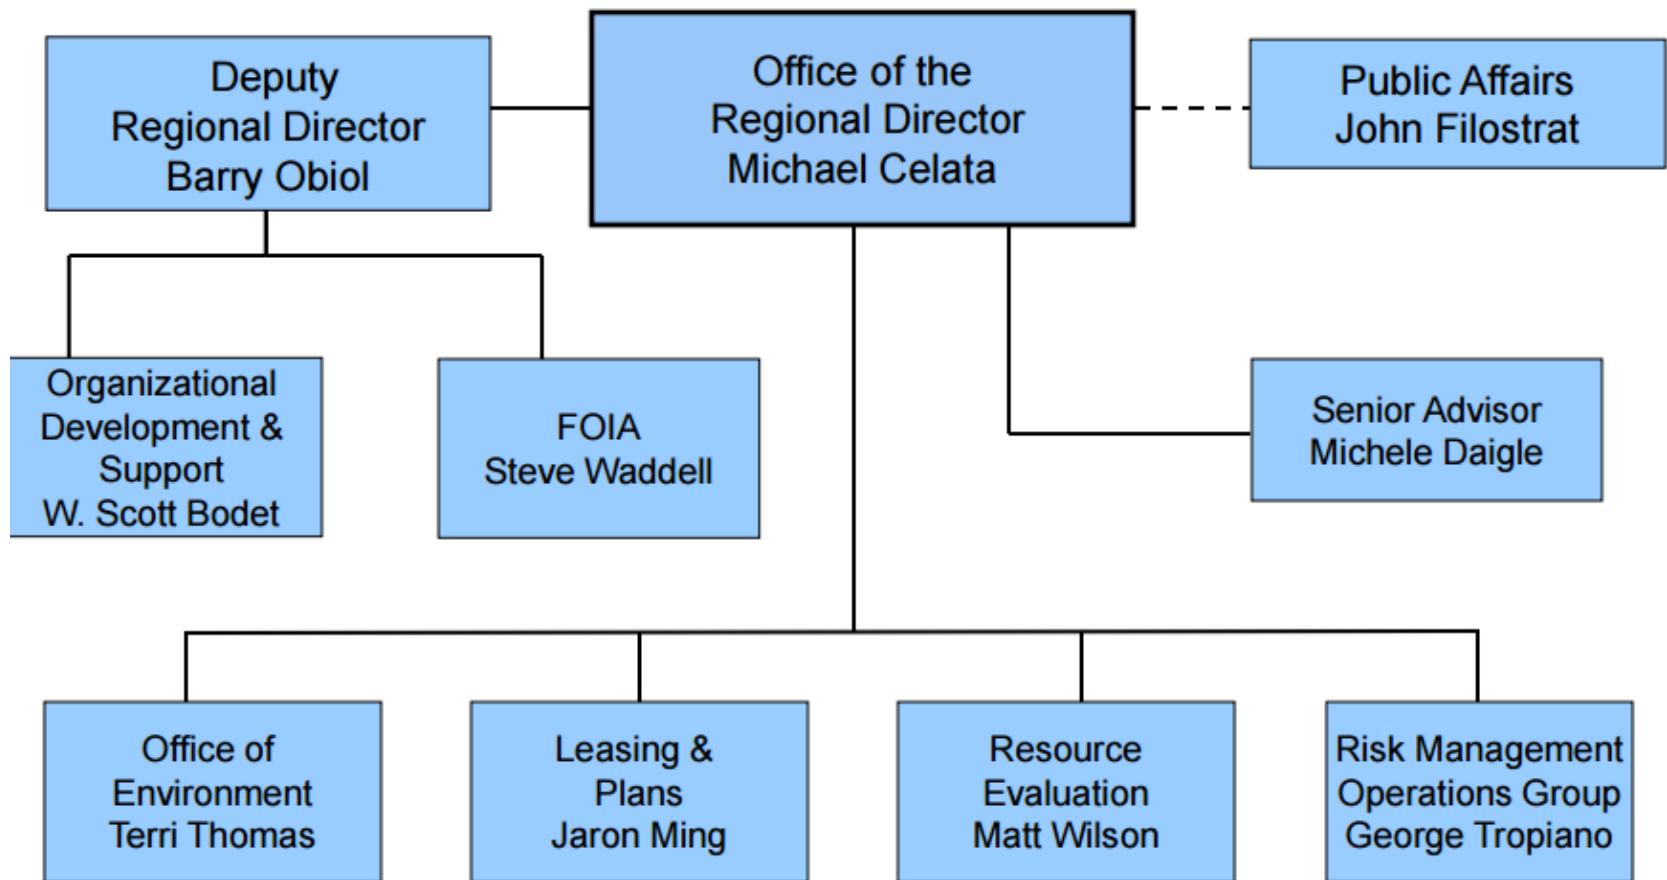 Deputy
Regional Director
Barry Obiol
Office of the
Regional Director
Michael Celata
Public Affairs
John Filostrat
Organizational
Development &
Support
W. Scott Bodet
FOIA
Steve Waddell
Senior Advisor
Michele Daigle
Office of
Environment
Terri Thomas
Leasing &
Plans
Jaron Ming
Resource
Evaluation
Matt Wilson
Risk Management
Operations Group
George Tropiano